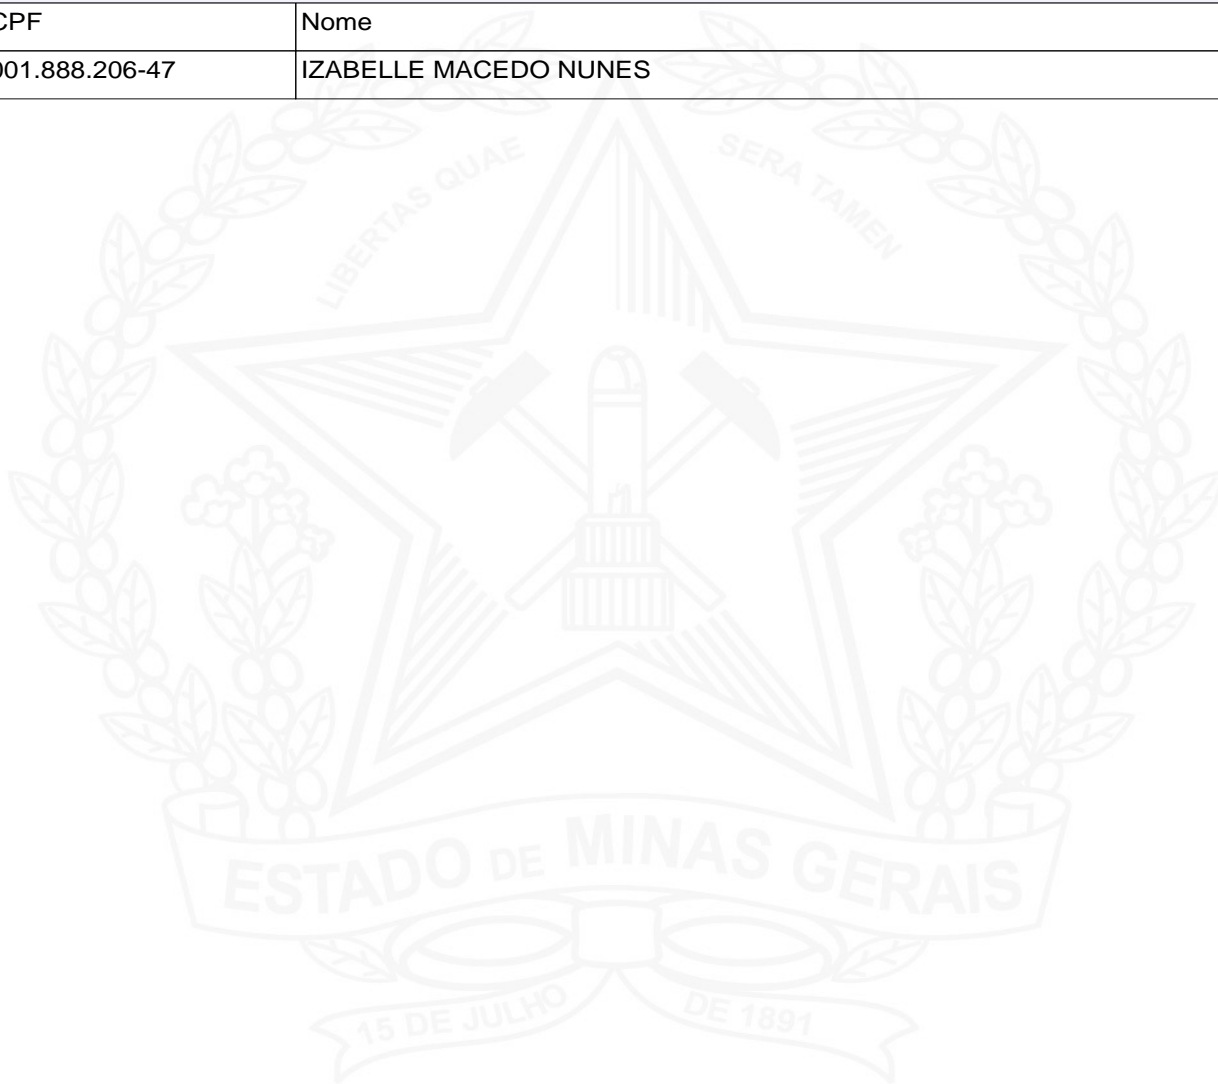 CPF Nome
001.888.206-47 IZABELLE MACEDO NUNES
LIBERTAS QUAE SERA TAMEN
ESTADO DE MINAS GERAIS
15 DE JULHO DE 1891